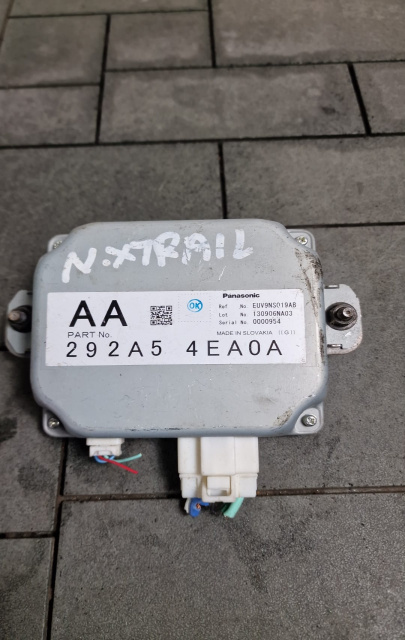 N-XTRAIL
AA
OK
Panasonic
Ref No. EUV9NS019AB
Lot No. 130906NA03
Serial No. 0000954
PART No.
MADE IN SLOVAKIA
292A5 4EA0A